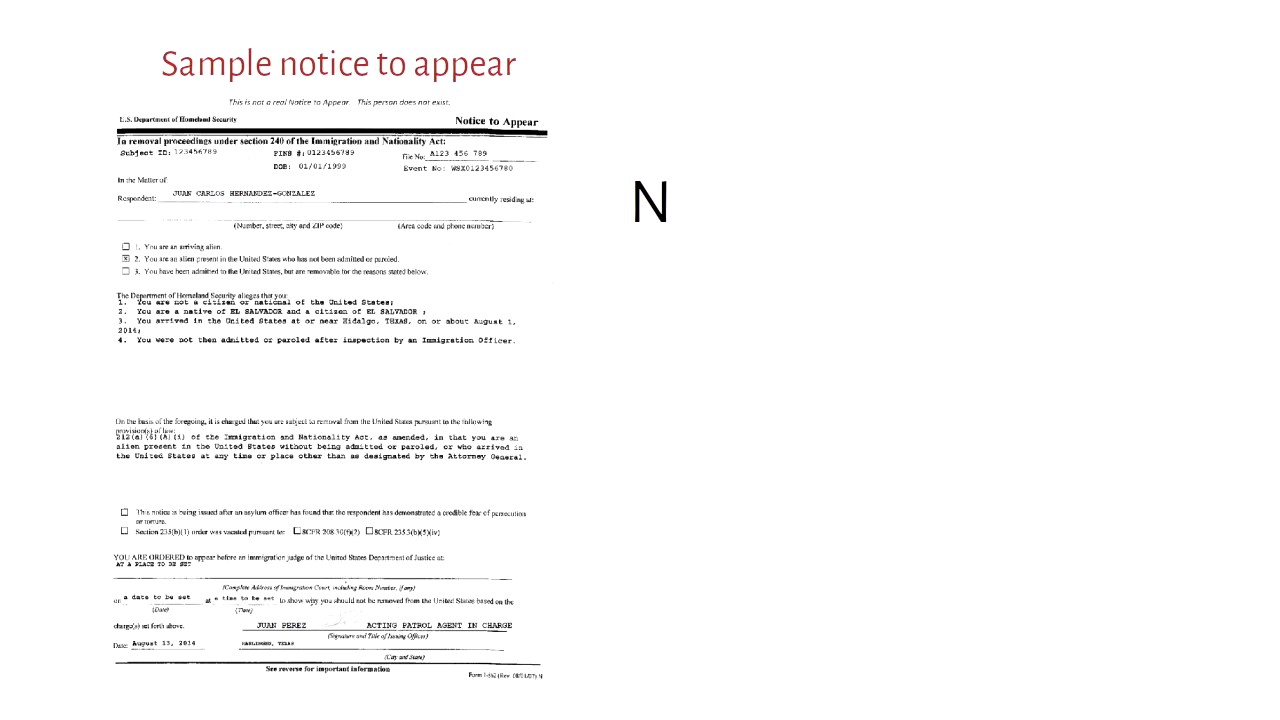 Sample notice to appear
This is not a real Notice to Appear. This person does not exist.
U.S. Department of Homeland Security
Notice to Appear
In removal proceedings under section 240 of the Immigration and Nationality Act:
Subject ID: 123456789 FINS #: 0123456789 File No: A123 456 789
DOB: 01/01/1999 Event No: WSX0123456780
In the Matter of:
Respondent: JUAN CARLOS HERNANDEZ-GONZALEZ currently residing at:
(Number, street, city and ZIP code) (Area code and phone number)
1. You are an arriving alien.
2. You are an alien present in the United States who has not been admitted or paroled.
3. You have been admitted to the United States, but are removable for the reasons stated below.
The Department of Homeland Security alleges that you:
1. You are not a citizen or national of the United States;
2. You are a native of EL SALVADOR and a citizen of EL SALVADOR ;
3. You arrived in the United States at or near Hidalgo, TEXAS, on or about August 1,
2014;
4. You were not then admitted or paroled after inspection by an Immigration Officer.
On the basis of the foregoing, it is charged that you are subject to removal from the United States pursuant to the following
provision(s) of law:
212(a)(6)(A)(i) of the Immigration and Nationality Act, as amended, in that you are an
alien present in the United States without being admitted or paroled, or who arrived in
the United States at any time or place other than as designated by the Attorney General.
This notice is being issued after an asylum officer has found that the respondent has demonstrated a credible fear of persecution
or torture.
Section 235(b)(1) order was vacated pursuant to: 8CFR 208.30(f)(2) 8CFR 235.3(b)(5)(iv)
YOU ARE ORDERED to appear before an immigration judge of the United States Department of Justice at:
AT A PLACE TO BE SET
(Complete Address of Immigration Court, including Room Number, if any)
on a date to be set at a time to be set to show why you should not be removed from the United States based on the
(Date) (Time)
charge(s) set forth above. JUAN PEREZ ACTING PATROL AGENT IN CHARGE
(Signature and Title of Issuing Officer)
Date: August 13, 2014 TEXAS
(City and State)
See reverse for important information
Form I-862 (Rev. 08/01/07) N
N